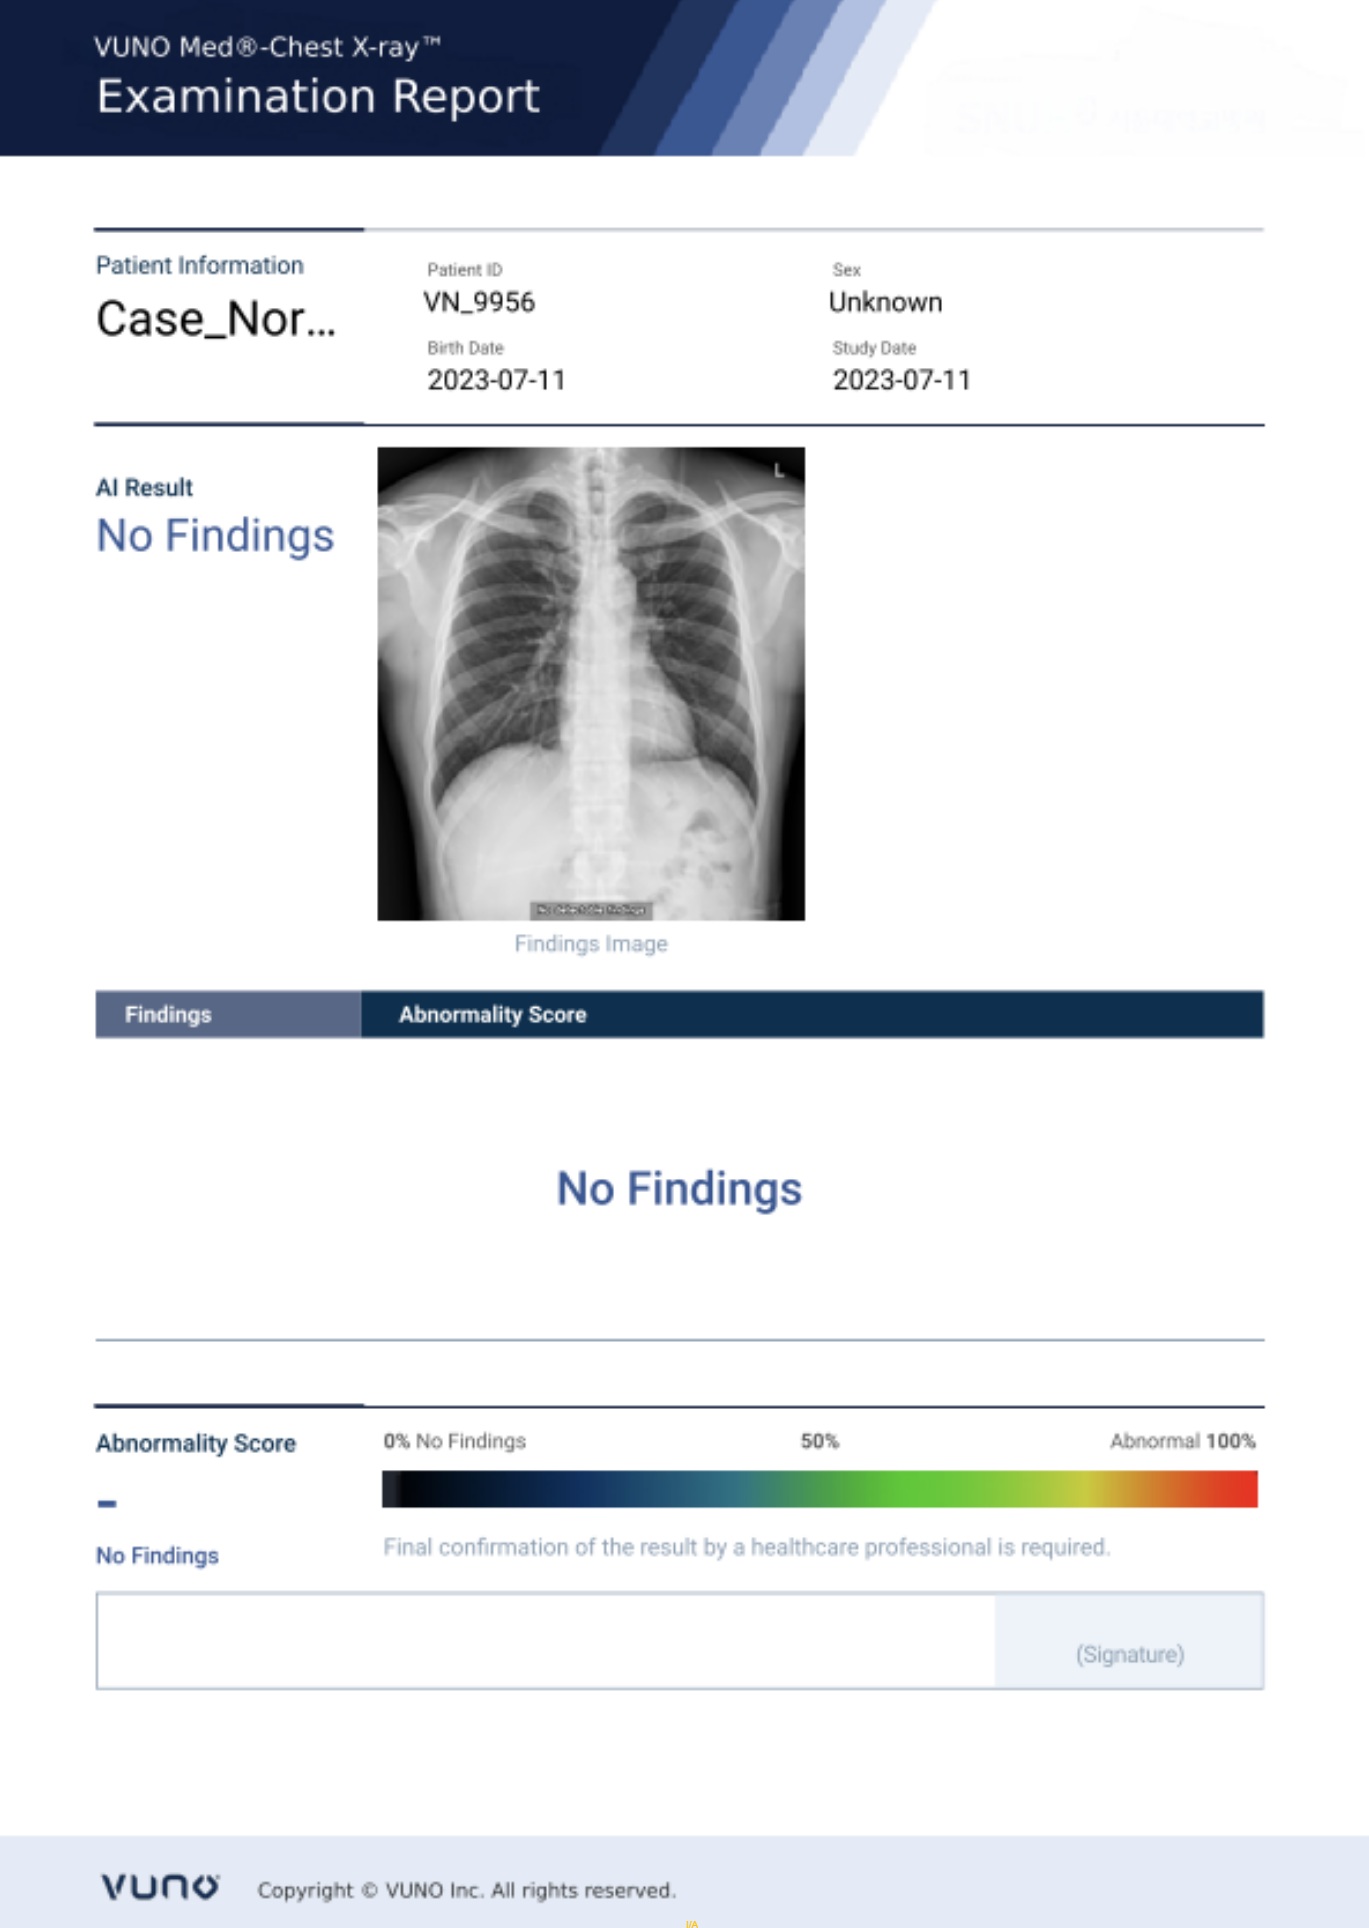 VUNO Med®-Chest X-ray™
Examination Report
Patient Information
Case_Nor...
Patient ID
VN_9956
Sex
Unknown
Birth Date
2023-07-11
Study Date
2023-07-11
AI Result
No Findings
L
No detectable findings
Findings Image
Findings
Abnormality Score
No Findings
Abnormality Score
-
No Findings
0% No Findings
50%
Abnormal 100%
Final confirmation of the result by a healthcare professional is required.
(Signature)
VUNO
Copyright © VUNO Inc. All rights reserved.